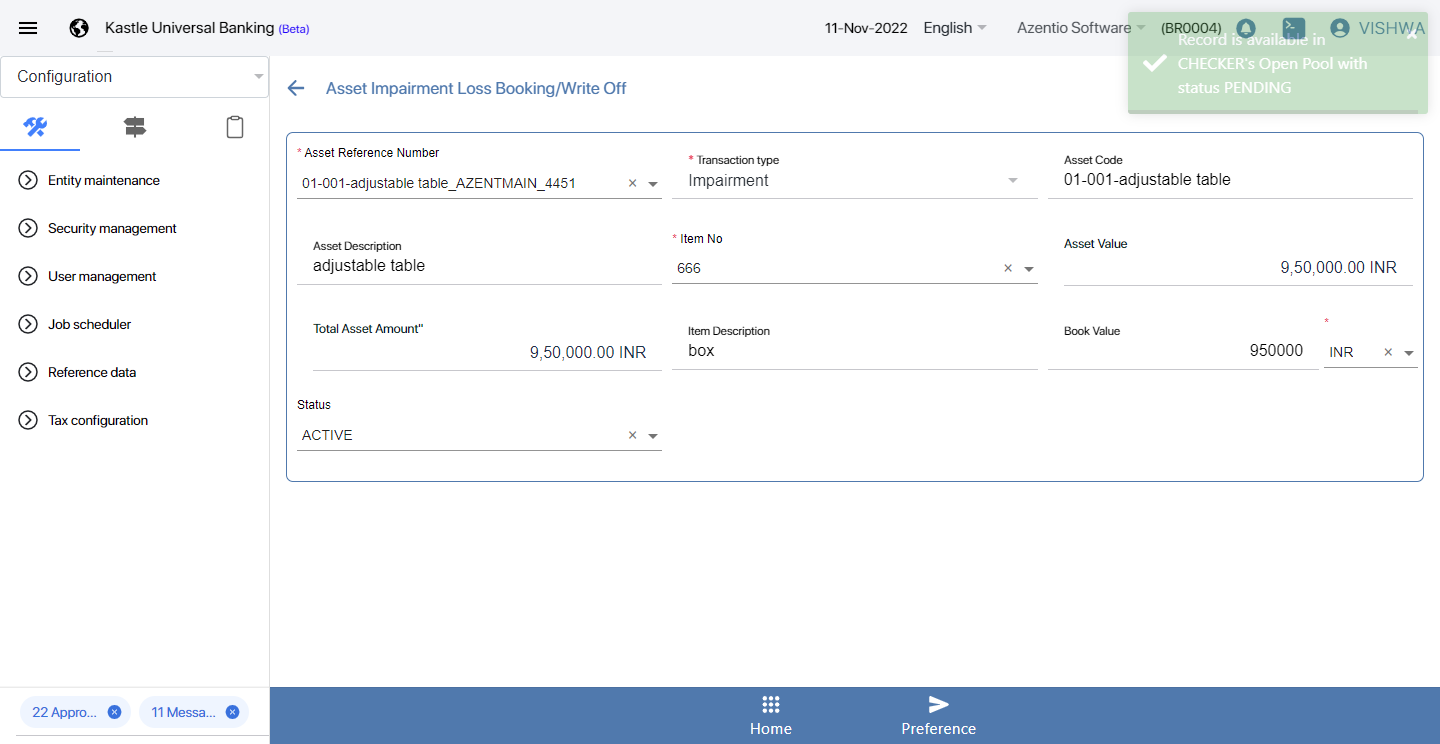 Kastle Universal Banking (Beta)
11-Nov-2022
English
Azentio Software
(BR0004)
VISHWA
Record is available in
CHECKER's Open Pool with
status PENDING
Configuration
Entity maintenance
Security management
User management
Job scheduler
Reference data
Tax configuration
Asset Impairment Loss Booking/Write Off
* Asset Reference Number
01-001-adjustable table_AZENTMAIN_4451
* Transaction type
Impairment
Asset Code
01-001-adjustable table
Asset Description
adjustable table
* Item No
666
Asset Value
9,50,000.00 INR
Total Asset Amount"
9,50,000.00 INR
Item Description
box
Book Value
950000
*
INR
Status
ACTIVE
22 Appro...
11 Messa...
Home
Preference